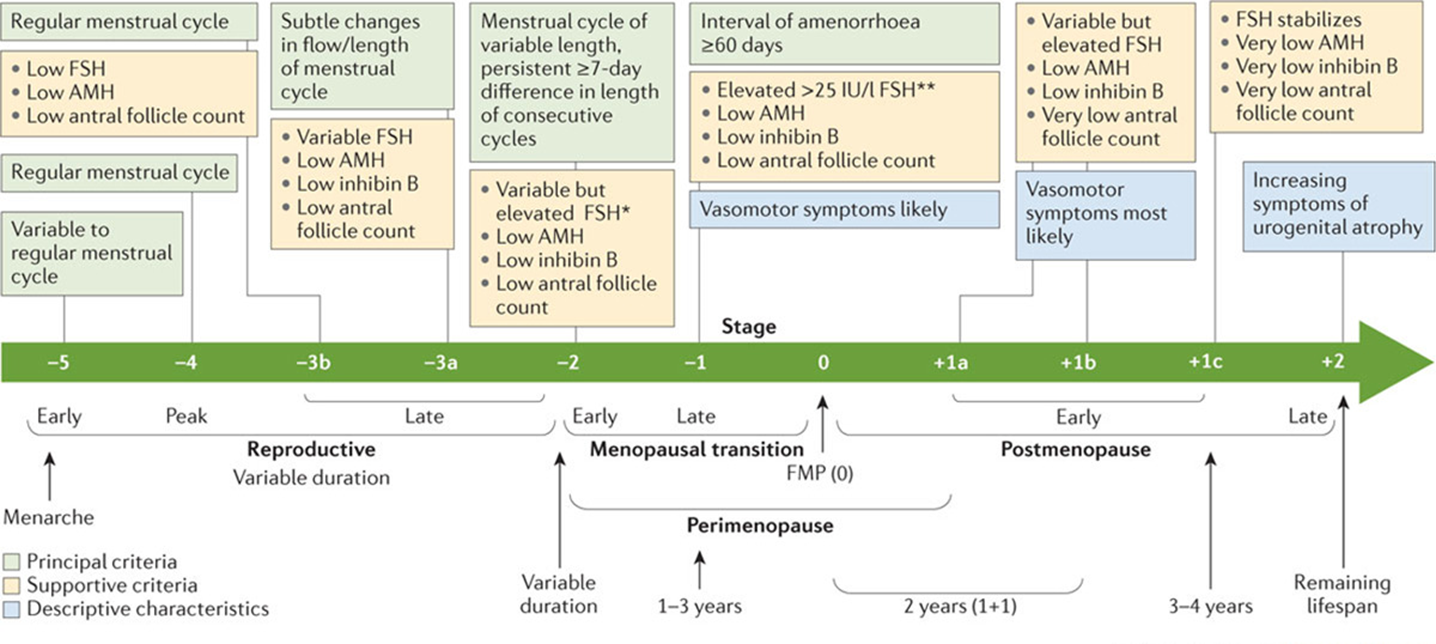 Regular menstrual cycle
• Low FSH
• Low AMH
• Low antral follicle count
Regular menstrual cycle
Variable to
regular menstrual
cycle
Subtle changes
in flow/length
of menstrual
cycle
• Variable FSH
• Low AMH
• Low inhibin B
• Low antral
follicle count
Menstrual cycle of
variable length,
persistent ≥7-day
difference in length
of consecutive
cycles
• Variable but
elevated FSH*
• Low AMH
• Low inhibin B
• Low antral follicle
count
Interval of amenorrhoea
≥60 days
• Elevated >25 IU/l FSH**
• Low AMH
• Low inhibin B
• Low antral follicle count
Vasomotor symptoms likely
• Variable but
elevated FSH
• Low AMH
• Low inhibin B
• Very low antral
follicle count
Vasomotor
symptoms most
likely
• FSH stabilizes
• Very low AMH
• Very low inhibin B
• Very low antral
follicle count
Increasing
symptoms of
urogenital atrophy
Stage
–5 –4 –3b –3a –2 –1 0 +1a +1b +1c +2
Early Peak Late Early Late Early Late
Reproductive Menopausal transition Postmenopause
Variable duration
FMP (0)
Menarche
Perimenopause
Principal criteria
Supportive criteria
Descriptive characteristics
Variable
duration
1–3 years
2 years (1+1)
3–4 years
Remaining
lifespan